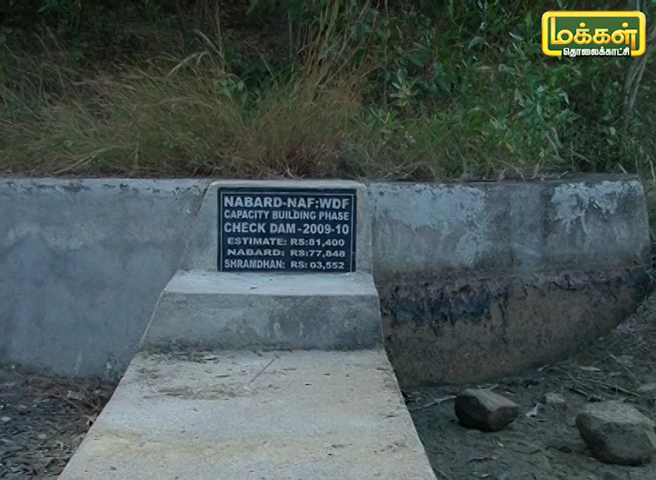 மக்கள்
தொலைக்காட்சி
NABARD-NAF:WDF
CAPACITY BUILDING PHASE
CHECK DAM-2009-10
ESTIMATE: RS:81,400
NABARD: RS:77,848
SHRAMDHAN: RS: 03,552